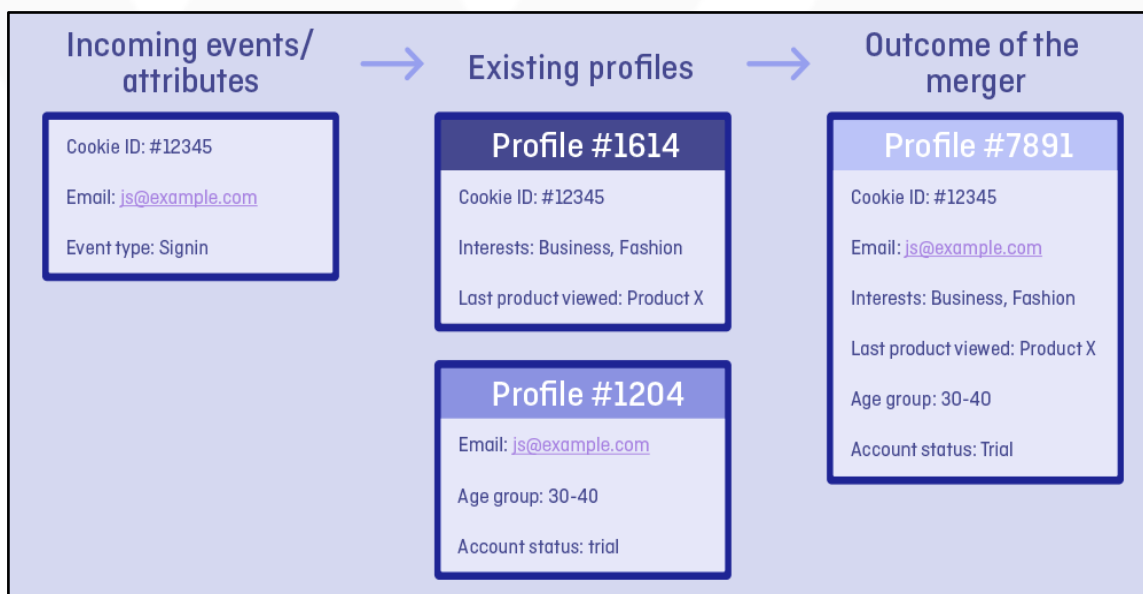 Incoming events/
attributes
Existing profiles
Outcome of the
merger
Cookie ID: #12345
Email: js@example.com
Event type: Signin
Profile #1614
Cookie ID: #12345
Interests: Business, Fashion
Last product viewed: Product X
Profile #1204
Email: js@example.com
Age group: 30-40
Account status: trial
Profile #7891
Cookie ID: #12345
Email: js@example.com
Interests: Business, Fashion
Last product viewed: Product X
Age group: 30-40
Account status: Trial